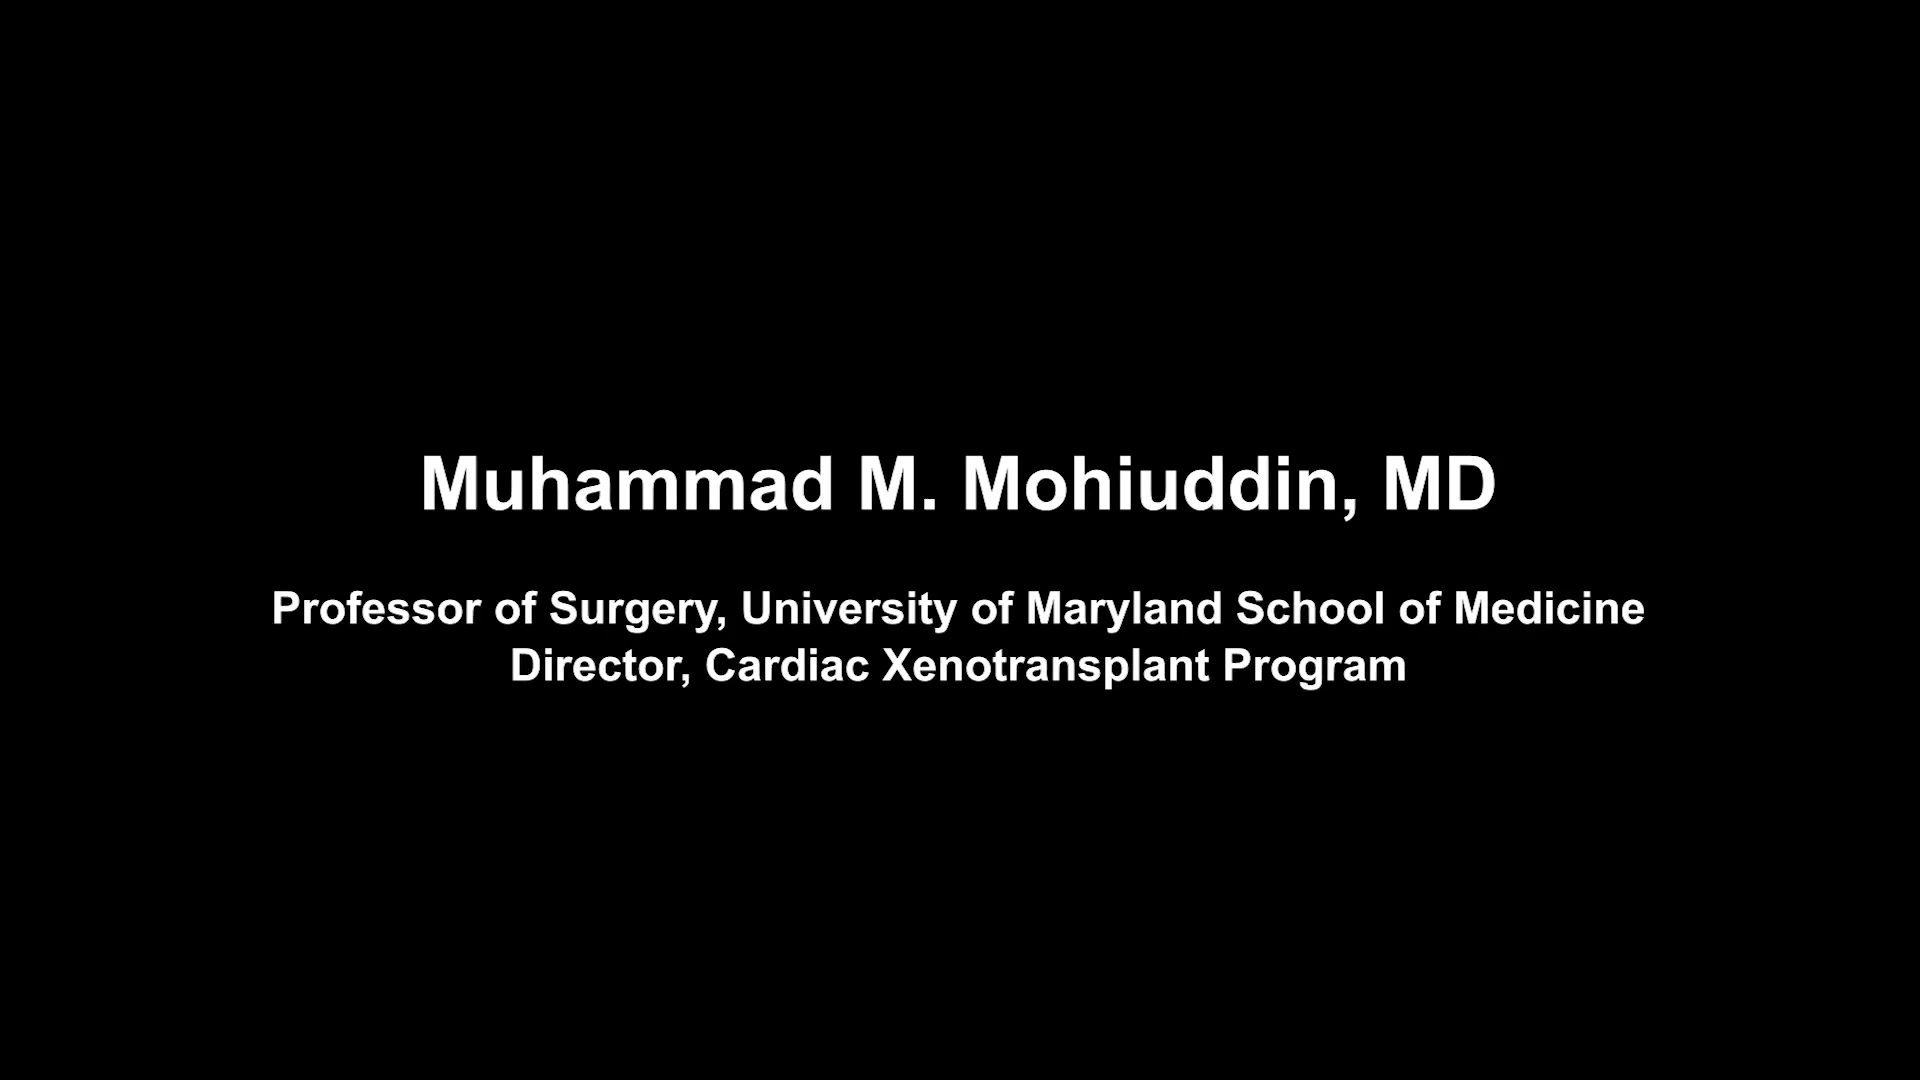 Muhammad M. Mohiuddin, MD
Professor of Surgery, University of Maryland School of Medicine
Director, Cardiac Xenotransplant Program